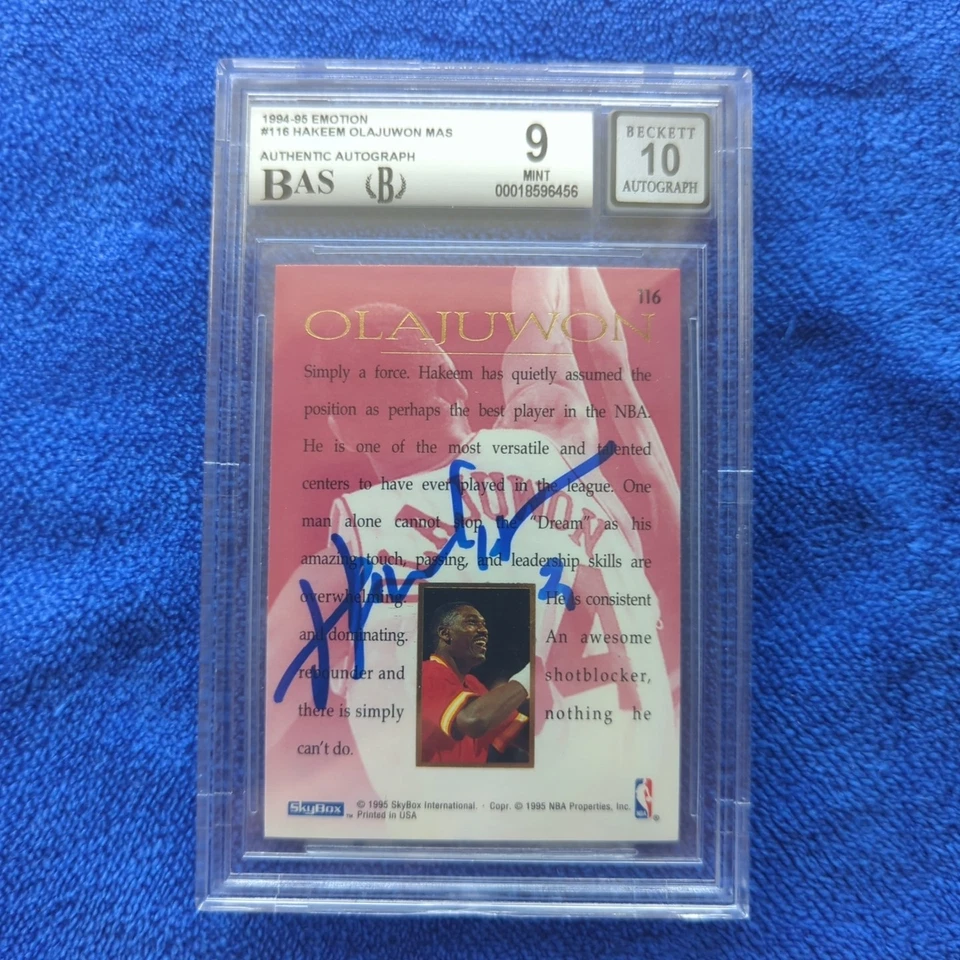 1994-95 EMOTION
#116 HAKEEM OLAJUWON MAS
AUTHENTIC AUTOGRAPH
BAS B
9
MINT
00018596456
BECKETT
10
AUTOGRAPH
116
OLAJUWON
Simply a force. Hakeem has quietly assumed the
position as perhaps the best player in the NBA.
He is one of the most versatile and talented
centers to have ever played in the league. One
man alone cannot stop the "Dream" as his
amazing touch, passing, and leadership skills are
overwhelming. He is consistent
and dominating. An awesome
rebounder and shotblocker,
there is simply nothing he
can't do.
SkyBox ™ © 1995 SkyBox International. · Copr. © 1995 NBA Properties, Inc.
Printed in USA
NBA ®